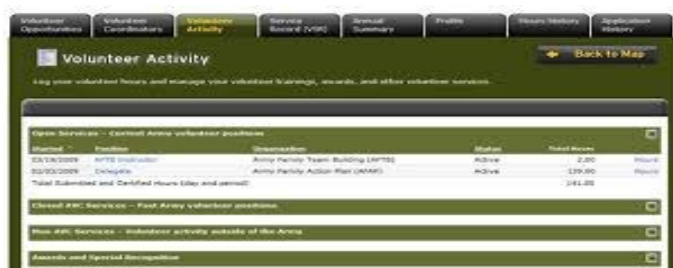 Volunteer Opportunities
Volunteer Coordinators
Volunteer Activity
Service Record (VSR)
Annual Summary
Profile
Hours History
Application History
Volunteer Activity
Back to Map
Log your volunteer hours and manage your volunteer trainings, awards, and other volunteer services.
Open Services - Current Army volunteer positions
Started Position Organization Status Total Hours
03/19/2009 AFTB Instructor Army Family Team Building (AFTB) Active 2.00 Hours
Delegate Army Family Action Plan (AFAP) Active 139.00 Hours
Total Submitted and Certified Hours (day and period) 141.00
Closed AVC Services - Past Army volunteer positions
Non AVC Services - Volunteer activity outside of the Army
Awards and Special Recognition